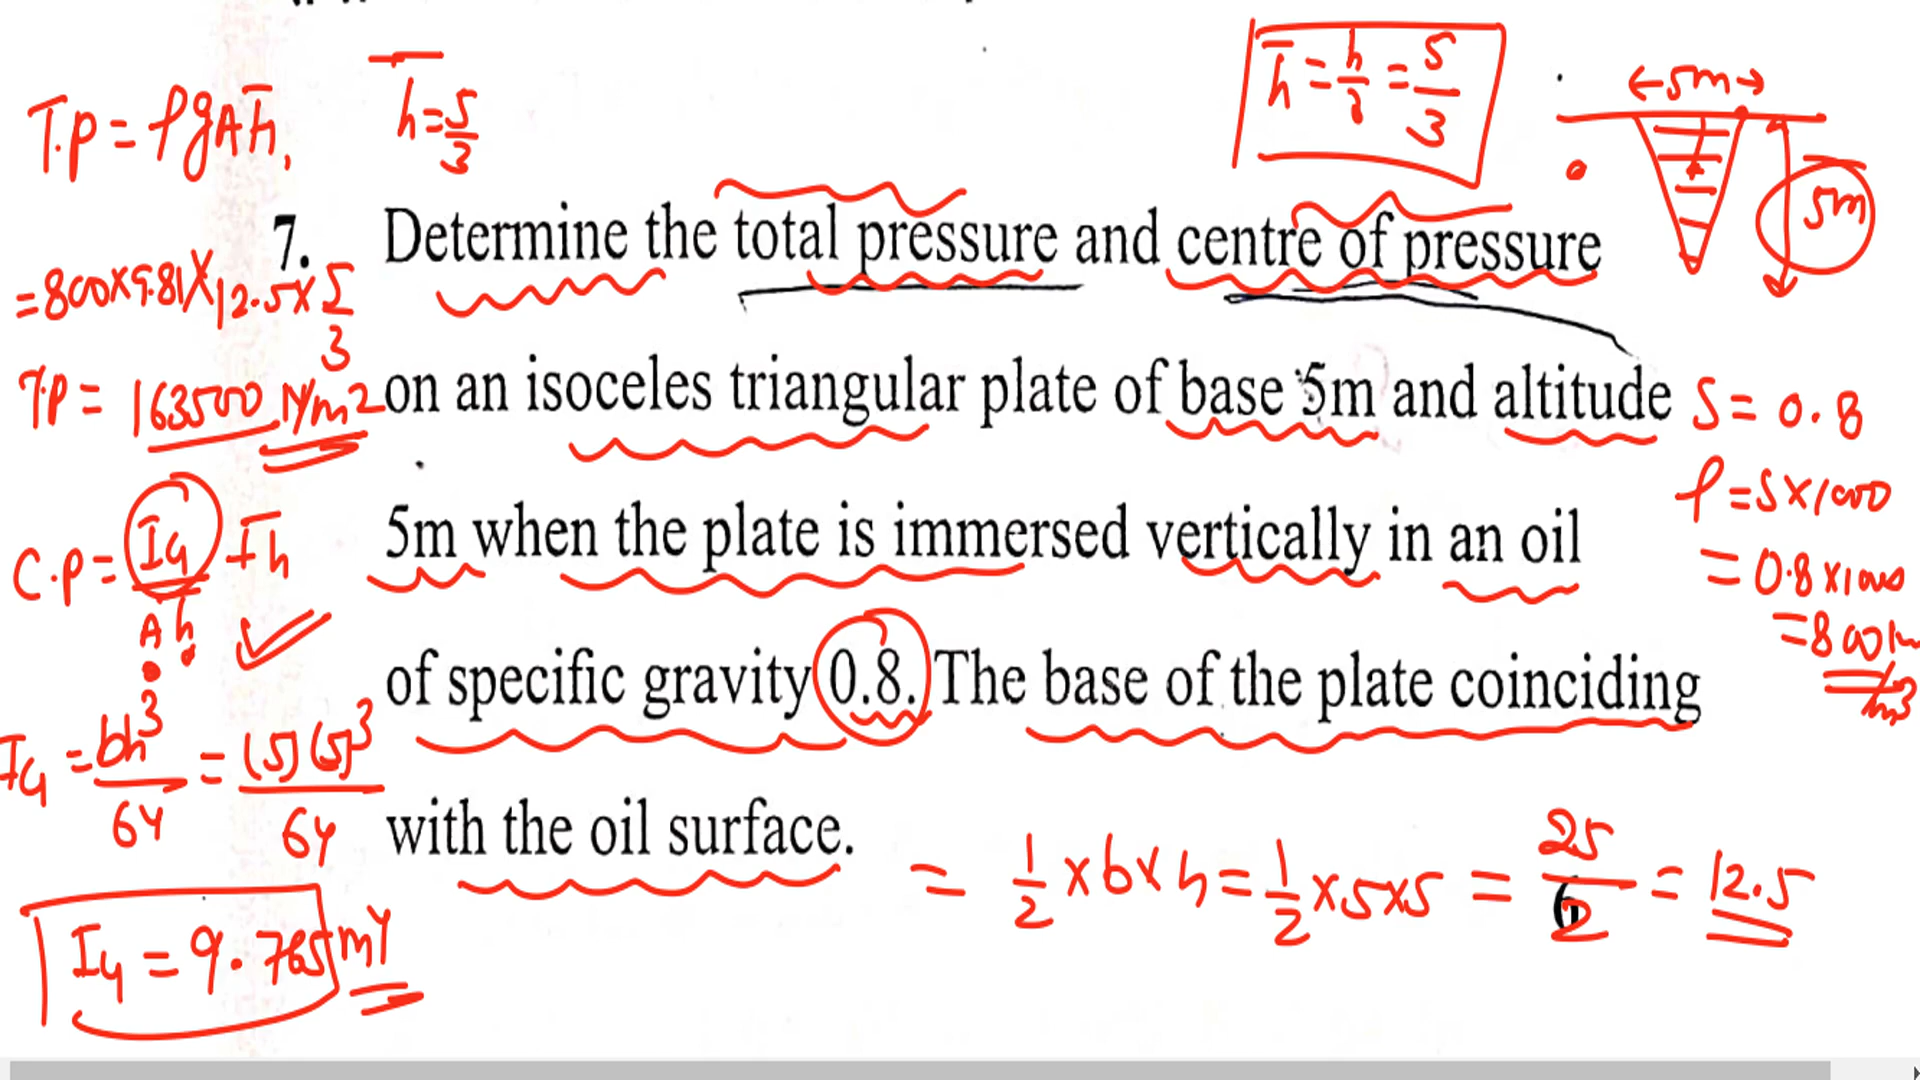 h̄ = h/3 = 5/3
←5m→
T.P = ρgAh̄,
h̄ = 5/3
5m
7. Determine the total pressure and centre of pressure
= 800×9.81×12.5×5/3
on an isoceles triangular plate of base 5m and altitude
T.P = 163500 N/m2
S = 0.8
ρ = S×1000
5m when the plate is immersed vertically in an oil
C.P = IG/Ah̄ + h̄
= 0.8×1000
= 800 /m3
of specific gravity 0.8. The base of the plate coinciding
IG = bh³/64 = (5)(5)³/64
with the oil surface.
= 1/2 × b × h = 1/2 × 5×5 = 25/2 = 12.5
IG = 9.765 m4